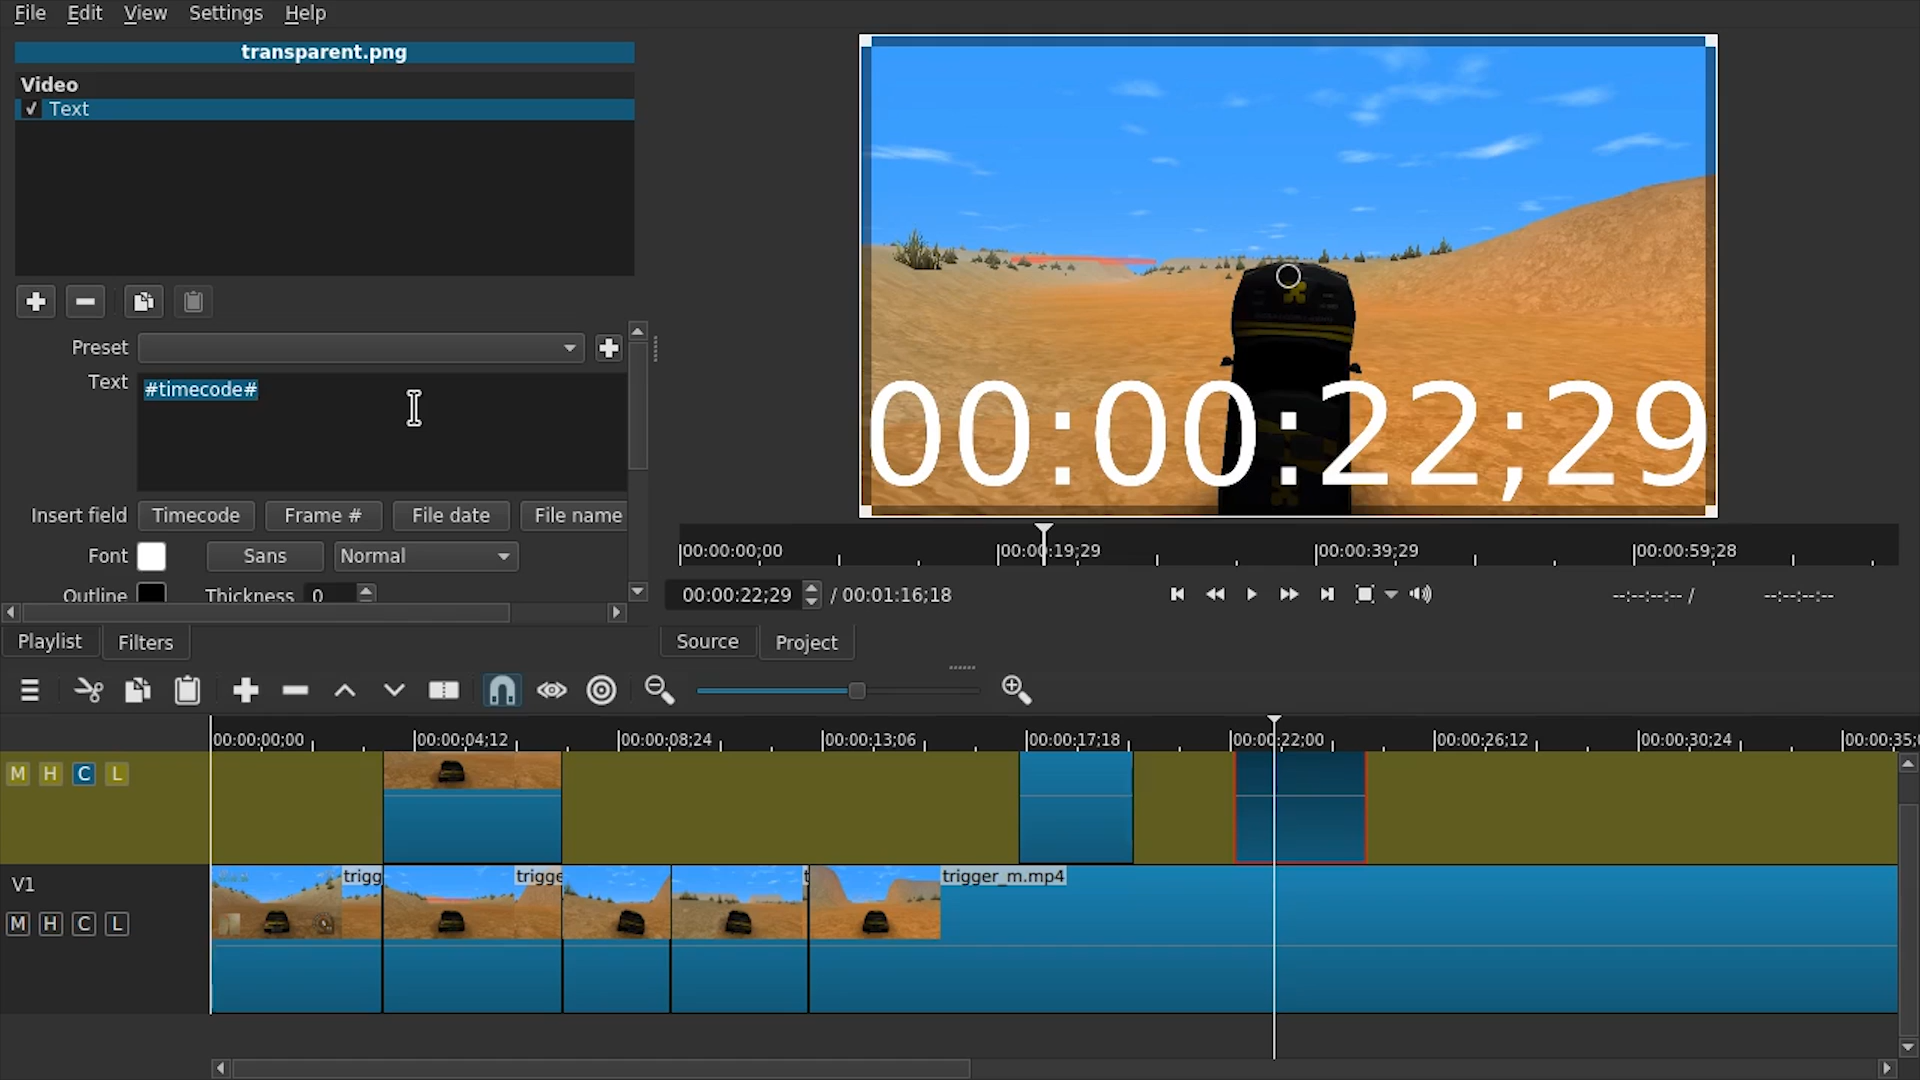 File Edit View Settings Help
transparent.png
Video
✓ Text
Preset
Text #timecode#
Insert field Timecode Frame # File date File name
Font Sans Normal
Outline Thickness 0
Playlist Filters
00:00:22;29
00:00:00;00 00:00:19;29 00:00:39;29 00:00:59;28
00:00:22;29 / 00:01:16;18 --:--:--:-- / --:--:--:--
Source Project
00:00:00;00 00:00:04;12 00:00:08;24 00:00:13;06 00:00:17;18 00:00:22;00 00:00:26;12 00:00:30;24 00:00:35;
M H C L
V1 trigg trigge t trigger_m.mp4
M H C L